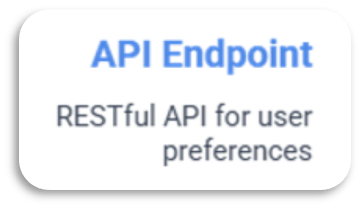 API Endpoint
RESTful API for user
preferences